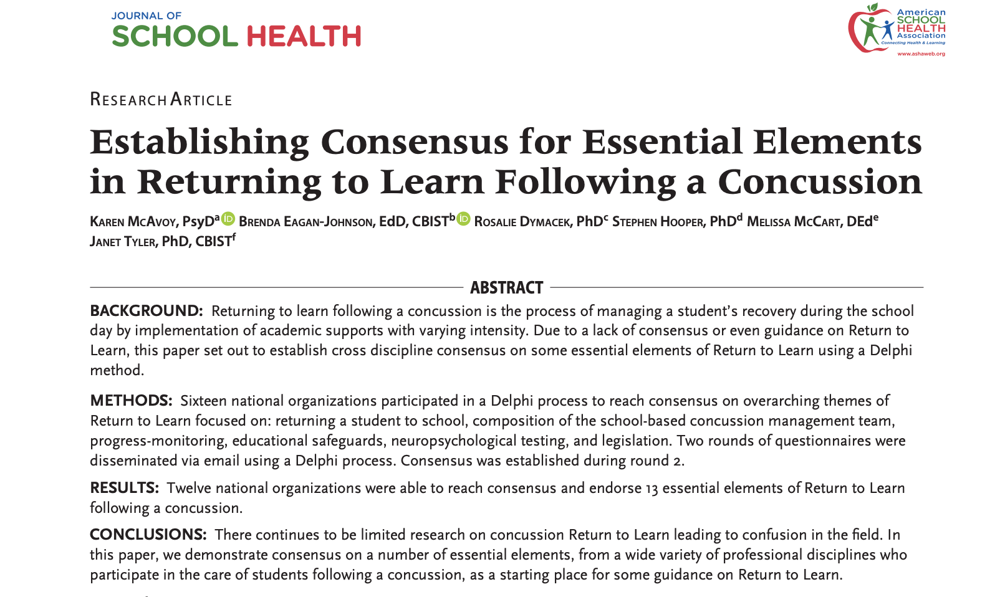 JOURNAL OF
SCHOOL HEALTH
American
SCHOOL
HEALTH
Association
Connecting Health & Learning
www.ashaweb.org
RESEARCH ARTICLE
Establishing Consensus for Essential Elements
in Returning to Learn Following a Concussion
KAREN MCAVOY, PsyDᵃ iD BRENDA EAGAN-JOHNSON, EdD, CBISTᵇ iD ROSALIE DYMACEK, PhDᶜ STEPHEN HOOPER, PhDᵈ MELISSA MCCART, DEdᵉ
JANET TYLER, PhD, CBISTᶠ
ABSTRACT
BACKGROUND: Returning to learn following a concussion is the process of managing a student’s recovery during the school
day by implementation of academic supports with varying intensity. Due to a lack of consensus or even guidance on Return to
Learn, this paper set out to establish cross discipline consensus on some essential elements of Return to Learn using a Delphi
method.
METHODS: Sixteen national organizations participated in a Delphi process to reach consensus on overarching themes of
Return to Learn focused on: returning a student to school, composition of the school-based concussion management team,
progress-monitoring, educational safeguards, neuropsychological testing, and legislation. Two rounds of questionnaires were
disseminated via email using a Delphi process. Consensus was established during round 2.
RESULTS: Twelve national organizations were able to reach consensus and endorse 13 essential elements of Return to Learn
following a concussion.
CONCLUSIONS: There continues to be limited research on concussion Return to Learn leading to confusion in the field. In
this paper, we demonstrate consensus on a number of essential elements, from a wide variety of professional disciplines who
participate in the care of students following a concussion, as a starting place for some guidance on Return to Learn.